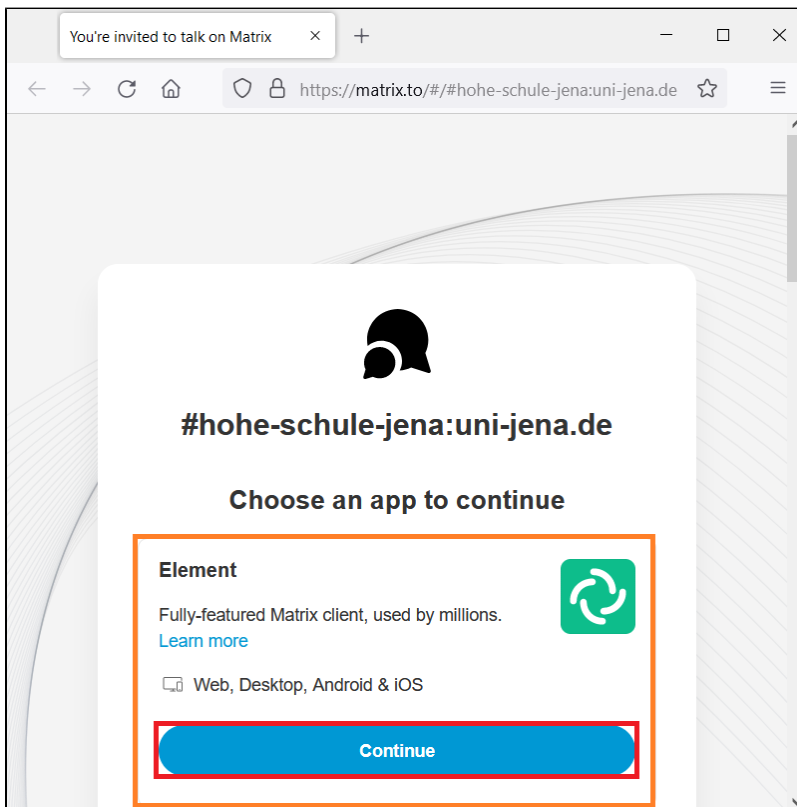 You're invited to talk on Matrix
https://matrix.to/#/#hohe-schule-jena:uni-jena.de
#hohe-schule-jena:uni-jena.de
Choose an app to continue
Element
Fully-featured Matrix client, used by millions.
Learn more
Web, Desktop, Android & iOS
Continue